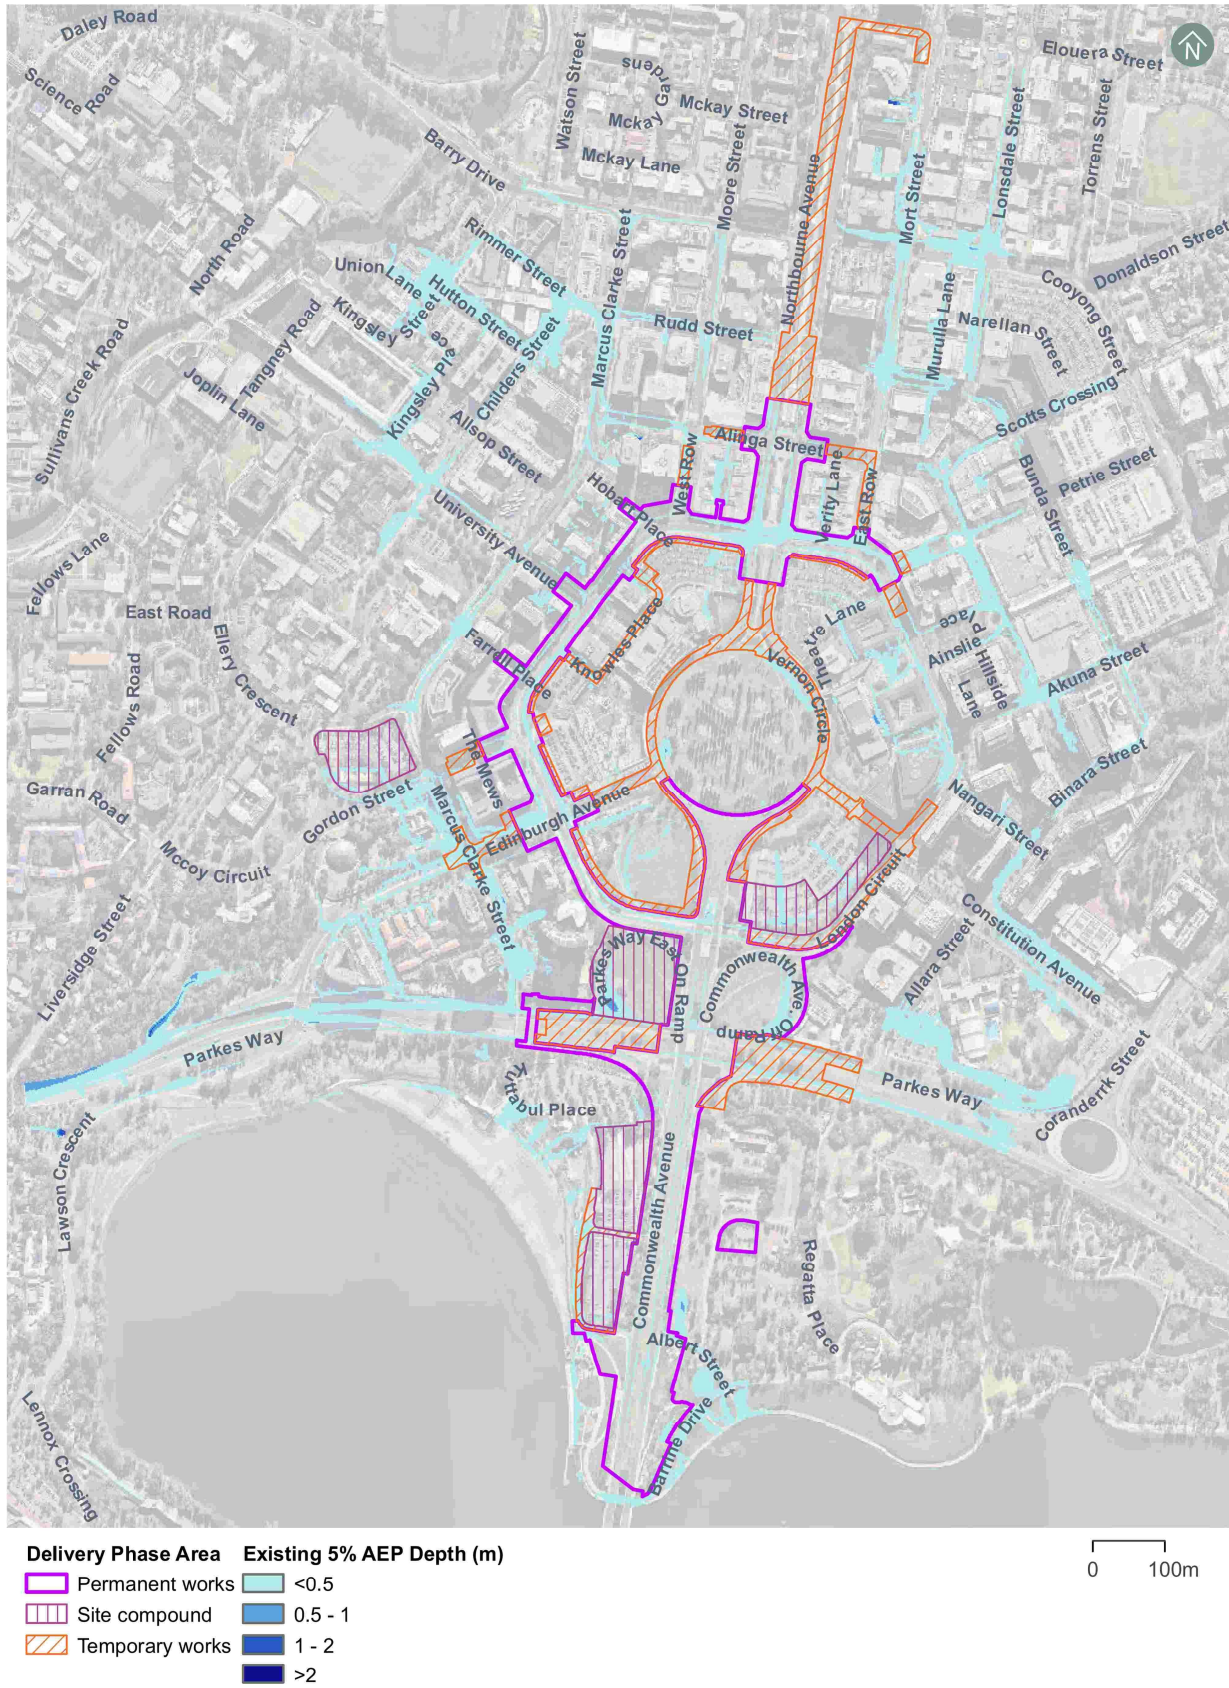 Daley Road
Science Road
Watson Street
Mckay Gardens
Mckay Street
Mckay Lane
Moore Street
Elouera Street
N
Torrens Street
Lonsdale Street
Barry Drive
Northbourne Avenue
Mort Street
Donaldson Street
North Road
Rimmer Street
Marcus Clarke Street
Union Lane
Hutton Street
Kingsley Street
Tangney Road
Rudd Street
Murulla Lane
Narellan Street
Cooyong Street
Sullivans Creek Road
Joplin Lane
Kingsley Place
Childers Street
Allsop Street
Scotts Crossing
Alinga Street
West Row
Verity Lane
East Row
Bunda Street
Petrie Street
Hobart Place
University Avenue
Fellows Lane
East Road
Ellery Crescent
Farrell Place
Knowles Place
Vernon Circle
Theatre Lane
Ainslie Place
Hillside Lane
Akuna Street
Fellows Road
Garran Road
Gordon Street
The Mews
Marcus Clarke Street
Edinburgh Avenue
Binara Street
Nangari Street
Mccoy Circuit
London Circuit
Liversidge Street
Parkes Way East On Ramp
Commonwealth Ave. Off Ramp
Allara Street
Constitution Avenue
Parkes Way
Kuttabul Place
Parkes Way
Coranderrk Street
Lawson Crescent
Commonwealth Avenue
Regatta Place
Albert Street
Barrine Drive
Lennox Crossing
Delivery Phase Area
Permanent works
Site compound
Temporary works
Existing 5% AEP Depth (m)
<0.5
0.5 - 1
1 - 2
>2
0 100m